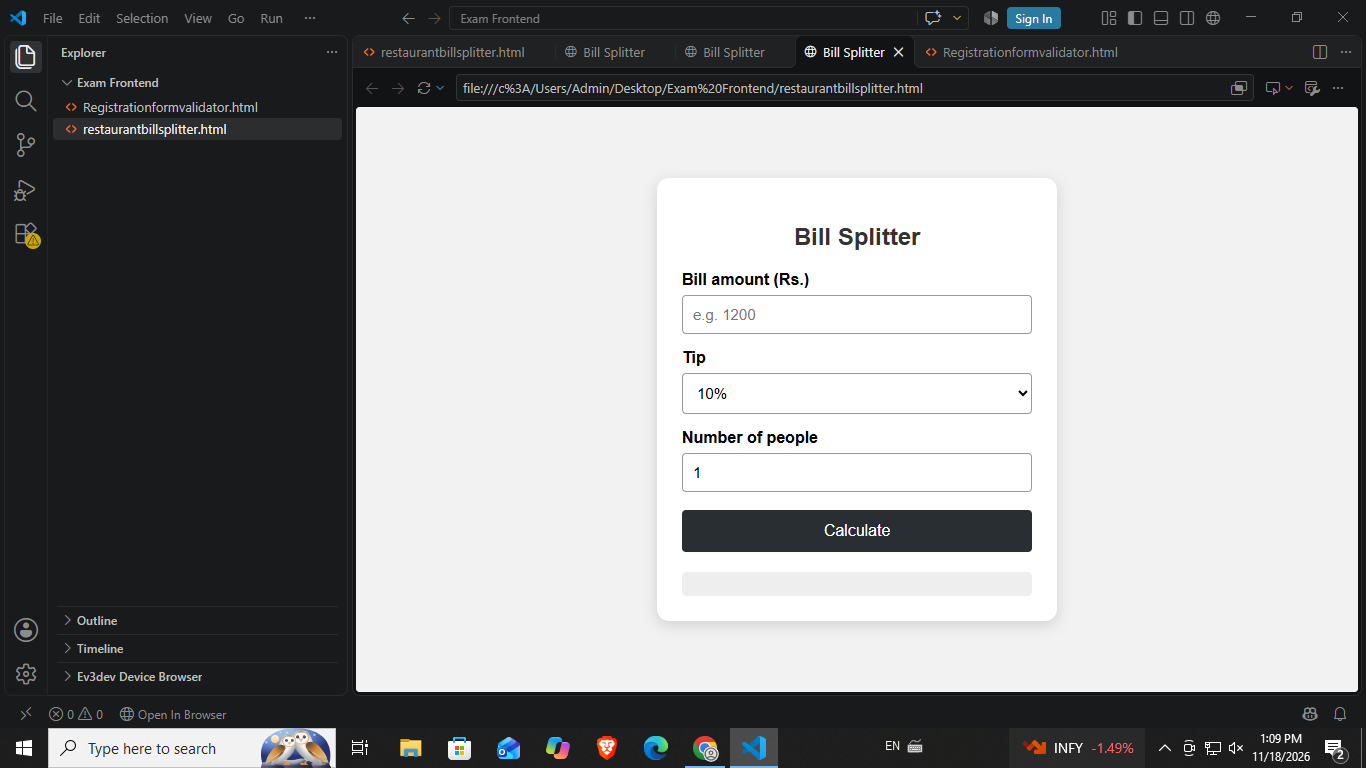 File Edit Selection View Go Run ··· Exam Frontend Sign In
Explorer ···
restaurantbillsplitter.html Bill Splitter Bill Splitter Bill Splitter Registrationformvalidator.html ···
Exam Frontend
Registrationformvalidator.html
restaurantbillsplitter.html
file:///c%3A/Users/Admin/Desktop/Exam%20Frontend/restaurantbillsplitter.html ···
Bill Splitter
Bill amount (Rs.)
e.g. 1200
Tip
10%
Number of people
1
Calculate
Outline
Timeline
Ev3dev Device Browser
0 0 Open In Browser
Type here to search
EN
INFY -1.49%
1:09 PM
11/18/2026
2